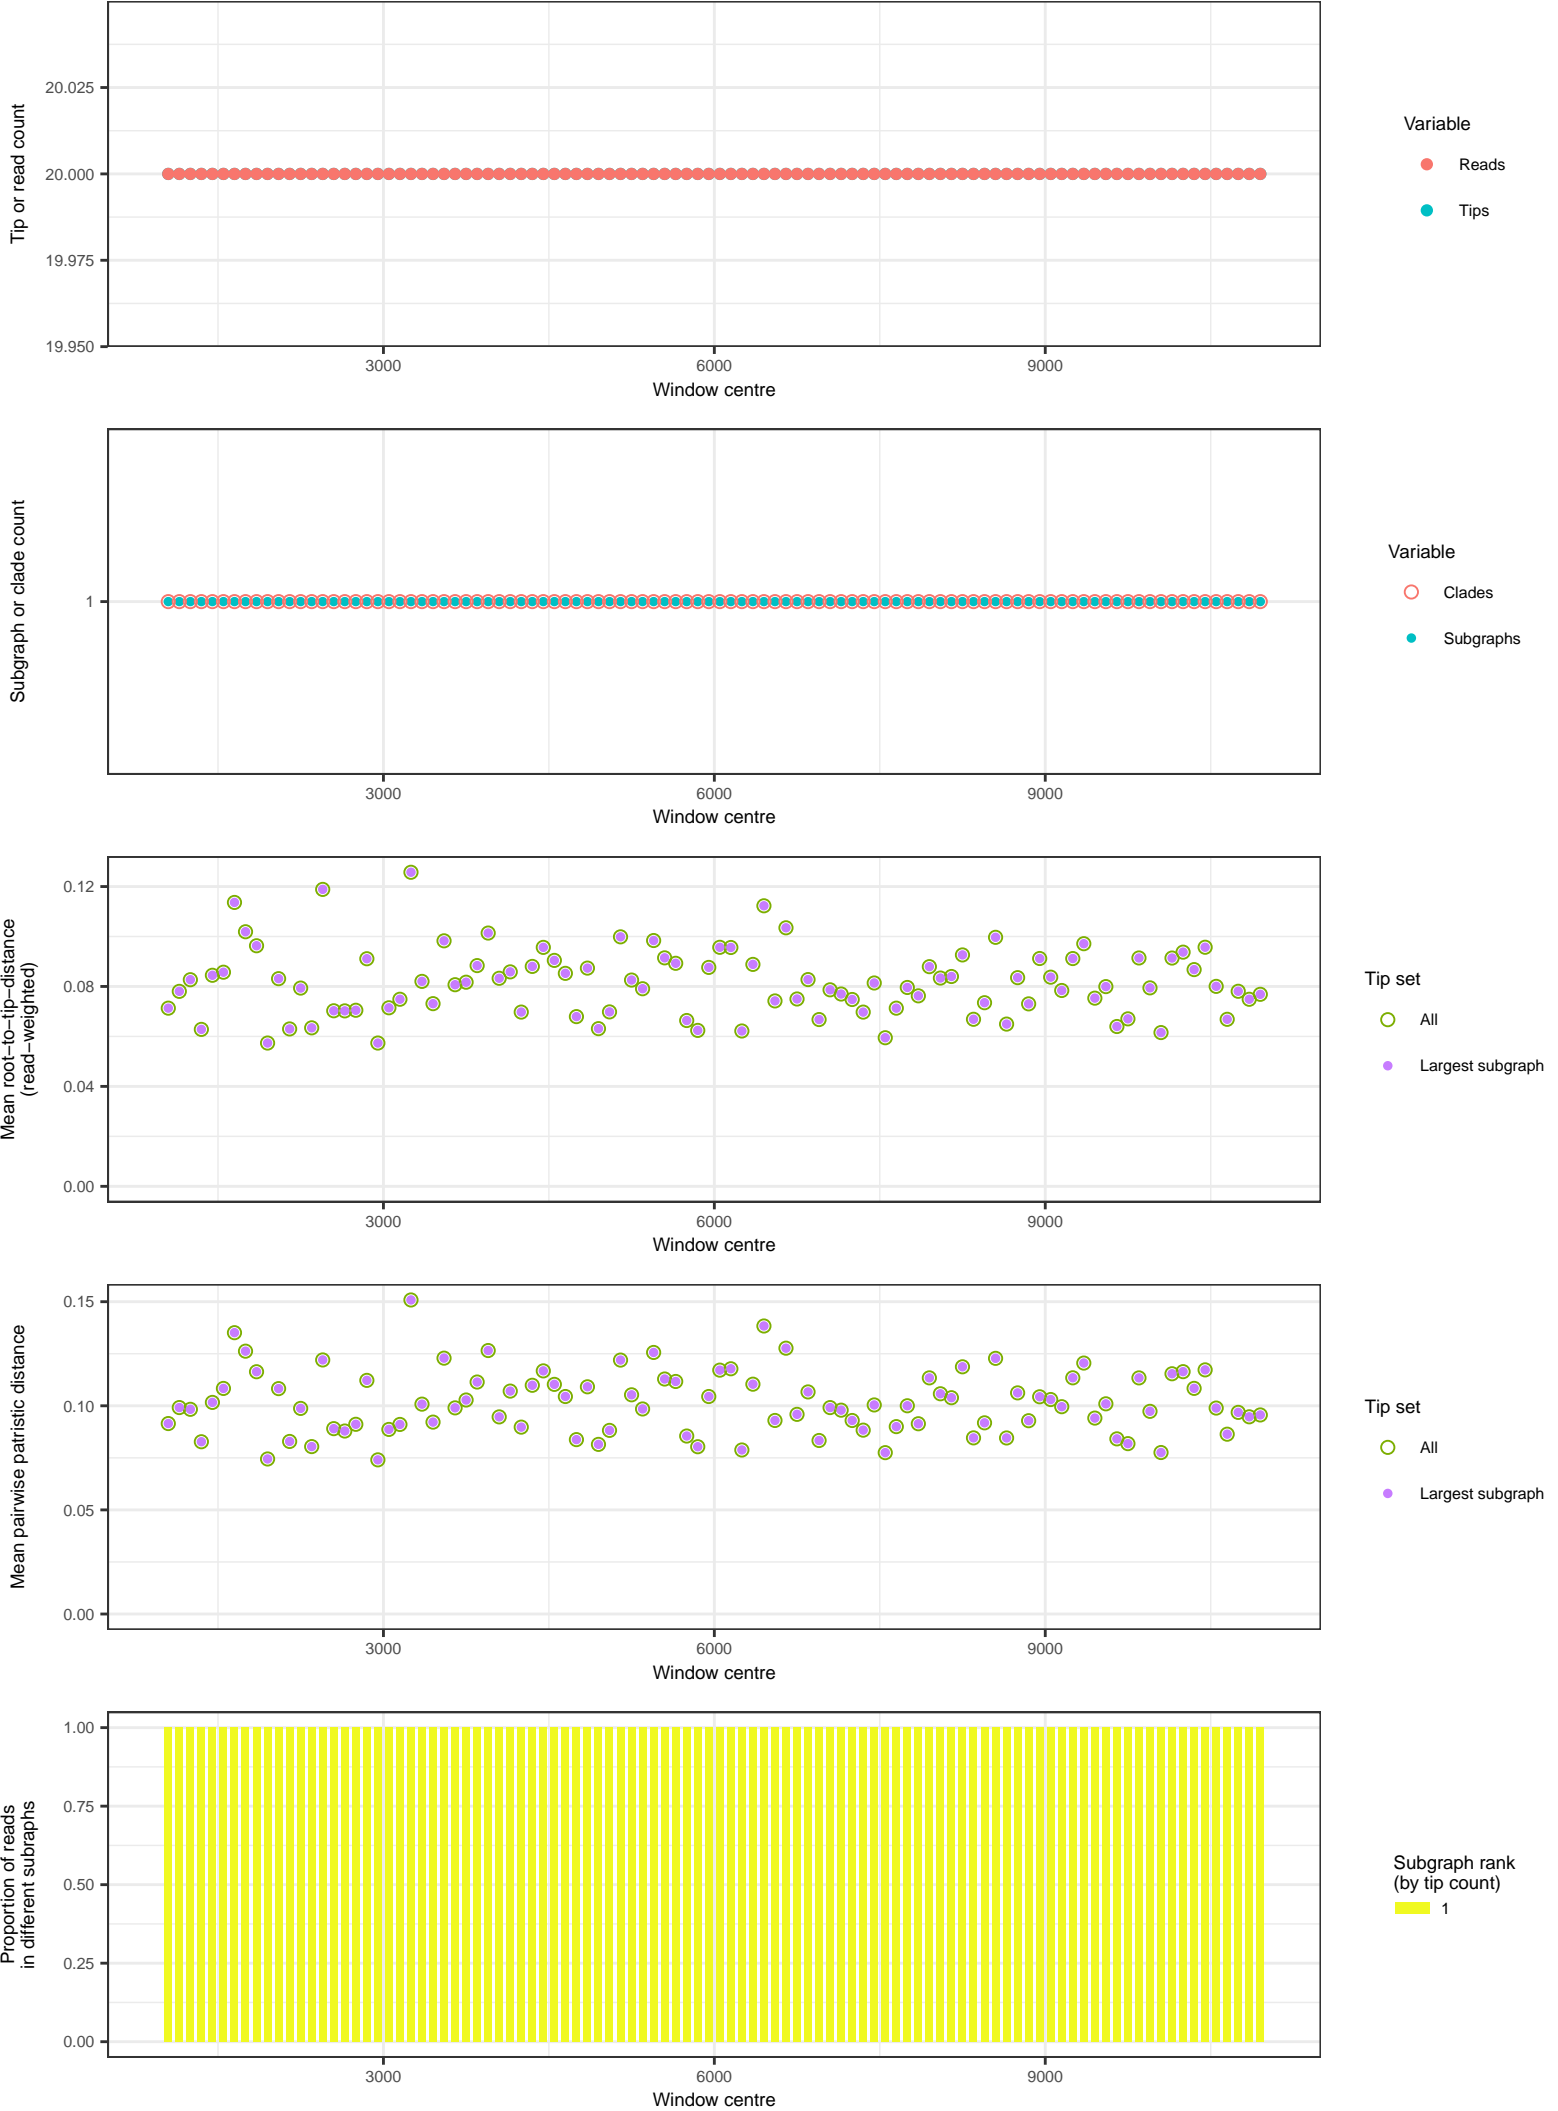 Tip or read count
20.025
20.000
19.975
19.950
3000
6000
9000
Window centre
Variable
Reads
Tips
Subgraph or clade count
1
3000
6000
9000
Window centre
Variable
Clades
Subgraphs
Mean root−to−tip−distance
(read−weighted)
0.12
0.08
0.04
0.00
3000
6000
9000
Window centre
Tip set
All
Largest subgraph
Mean pairwise patristic distance
0.15
0.10
0.05
0.00
3000
6000
9000
Window centre
Tip set
All
Largest subgraph
Proportion of reads
in different subraphs
1.00
0.75
0.50
0.25
0.00
3000
6000
9000
Window centre
Subgraph rank
(by tip count)
1